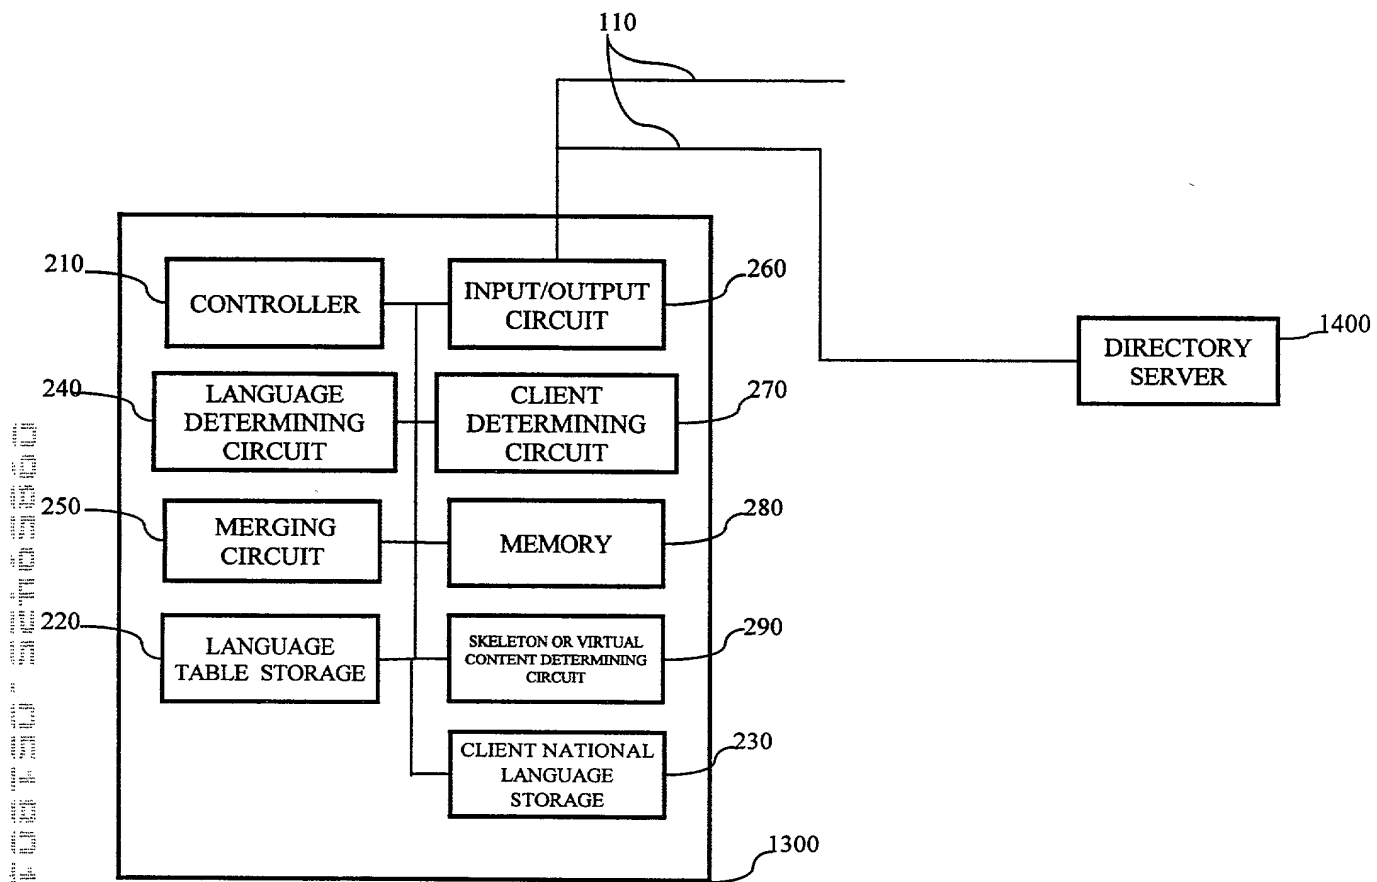 110
210
CONTROLLER
INPUT/OUTPUT
CIRCUIT
260
1400
DIRECTORY
SERVER
240
LANGUAGE
DETERMINING
CIRCUIT
CLIENT
DETERMINING
CIRCUIT
270
250
MERGING
CIRCUIT
MEMORY
280
220
LANGUAGE
TABLE STORAGE
SKELETON OR VIRTUAL
CONTENT DETERMINING
CIRCUIT
290
CLIENT NATIONAL
LANGUAGE
STORAGE
230
1300